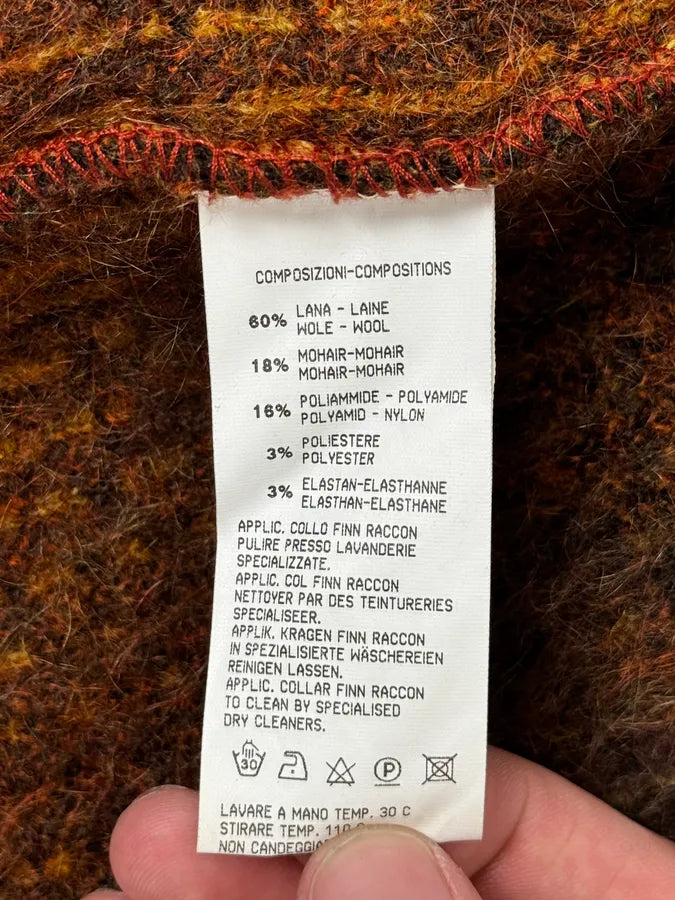 COMPOSIZIONI-COMPOSITIONS
60% LANA - LAINE
WOLE - WOOL
18% MOHAIR-MOHAIR
MOHAIR-MOHAIR
16% POLIAMMIDE - POLYAMIDE
POLYAMID - NYLON
3% POLIESTERE
POLYESTER
3% ELASTAN-ELASTHANNE
ELASTHAN-ELASTHANE
APPLIC. COLLO FINN RACCON
PULIRE PRESSO LAVANDERIE
SPECIALIZZATE.
APPLIC. COL FINN RACCON
NETTOYER PAR DES TEINTURERIES
SPECIALISEER.
APPLIK. KRAGEN FINN RACCON
IN SPEZIALISIERTE WÄSCHEREIEN
REINIGEN LASSEN.
APPLIC. COLLAR FINN RACCON
TO CLEAN BY SPECIALISED
DRY CLEANERS.
30 P
LAVARE A MANO TEMP. 30 C
STIRARE TEMP. 110
NON